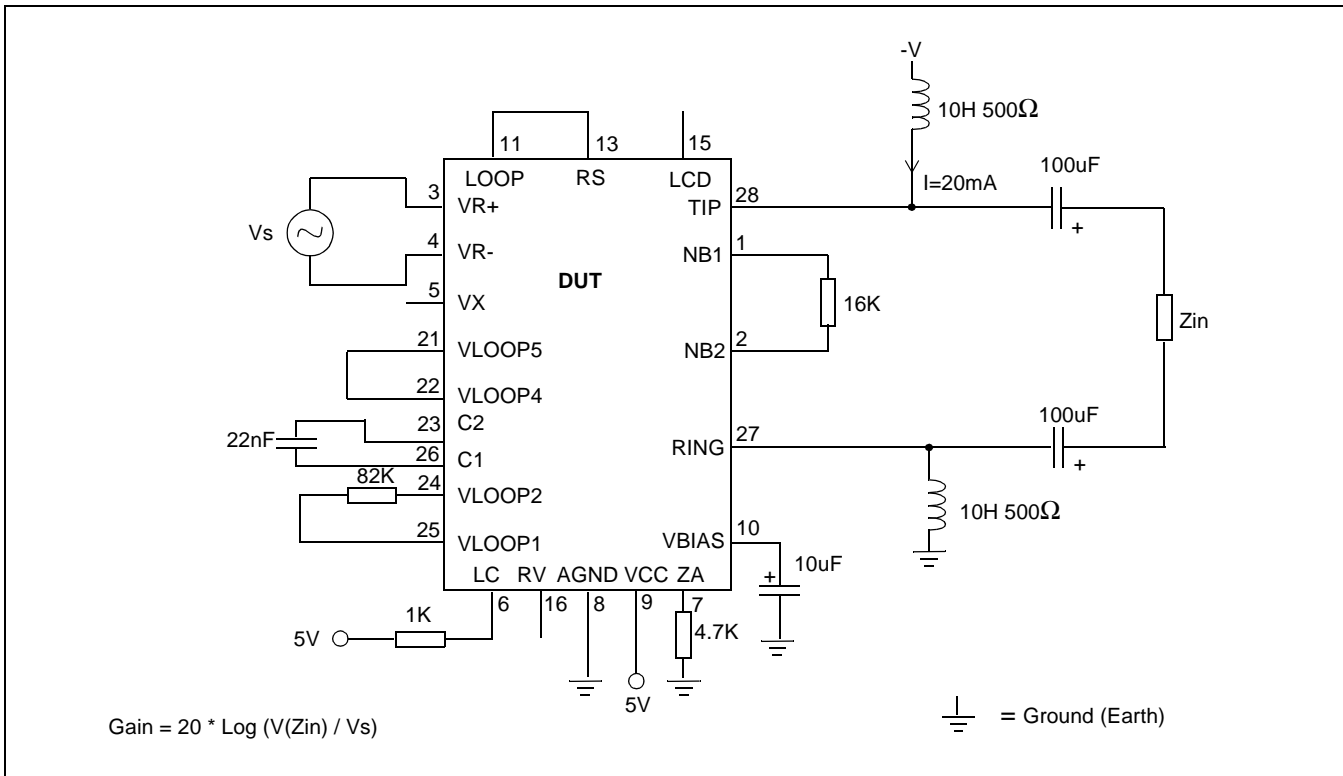 -V
10H 500Ω
11
13
15
100uF
LOOP
RS
LCD
I=20mA
3
VR+
TIP
28
Vs
4
VR-
NB1
1
DUT
5
VX
16K
Zin
21
VLOOP5
NB2
2
22
VLOOP4
100uF
23
C2
22nF
RING
27
26
C1
82K
24
VLOOP2
10H 500Ω
25
VLOOP1
VBIAS
10
LC
RV
AGND
VCC
ZA
10uF
+
+
+
6
16
8
9
7
1K
4.7K
5V
5V
Gain = 20 * Log (V(Zin) / Vs)
= Ground (Earth)